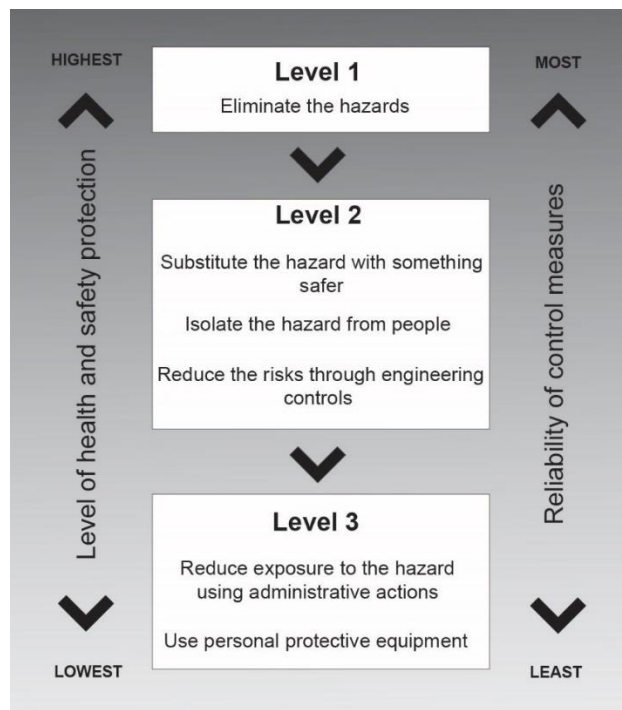 HIGHEST
MOST
Level 1
Eliminate the hazards
Level of health and safety protection
Reliability of control measures
Level 2
Substitute the hazard with something
safer
Isolate the hazard from people
Reduce the risks through engineering
controls
Level 3
Reduce exposure to the hazard
using administrative actions
Use personal protective equipment
LOWEST
LEAST